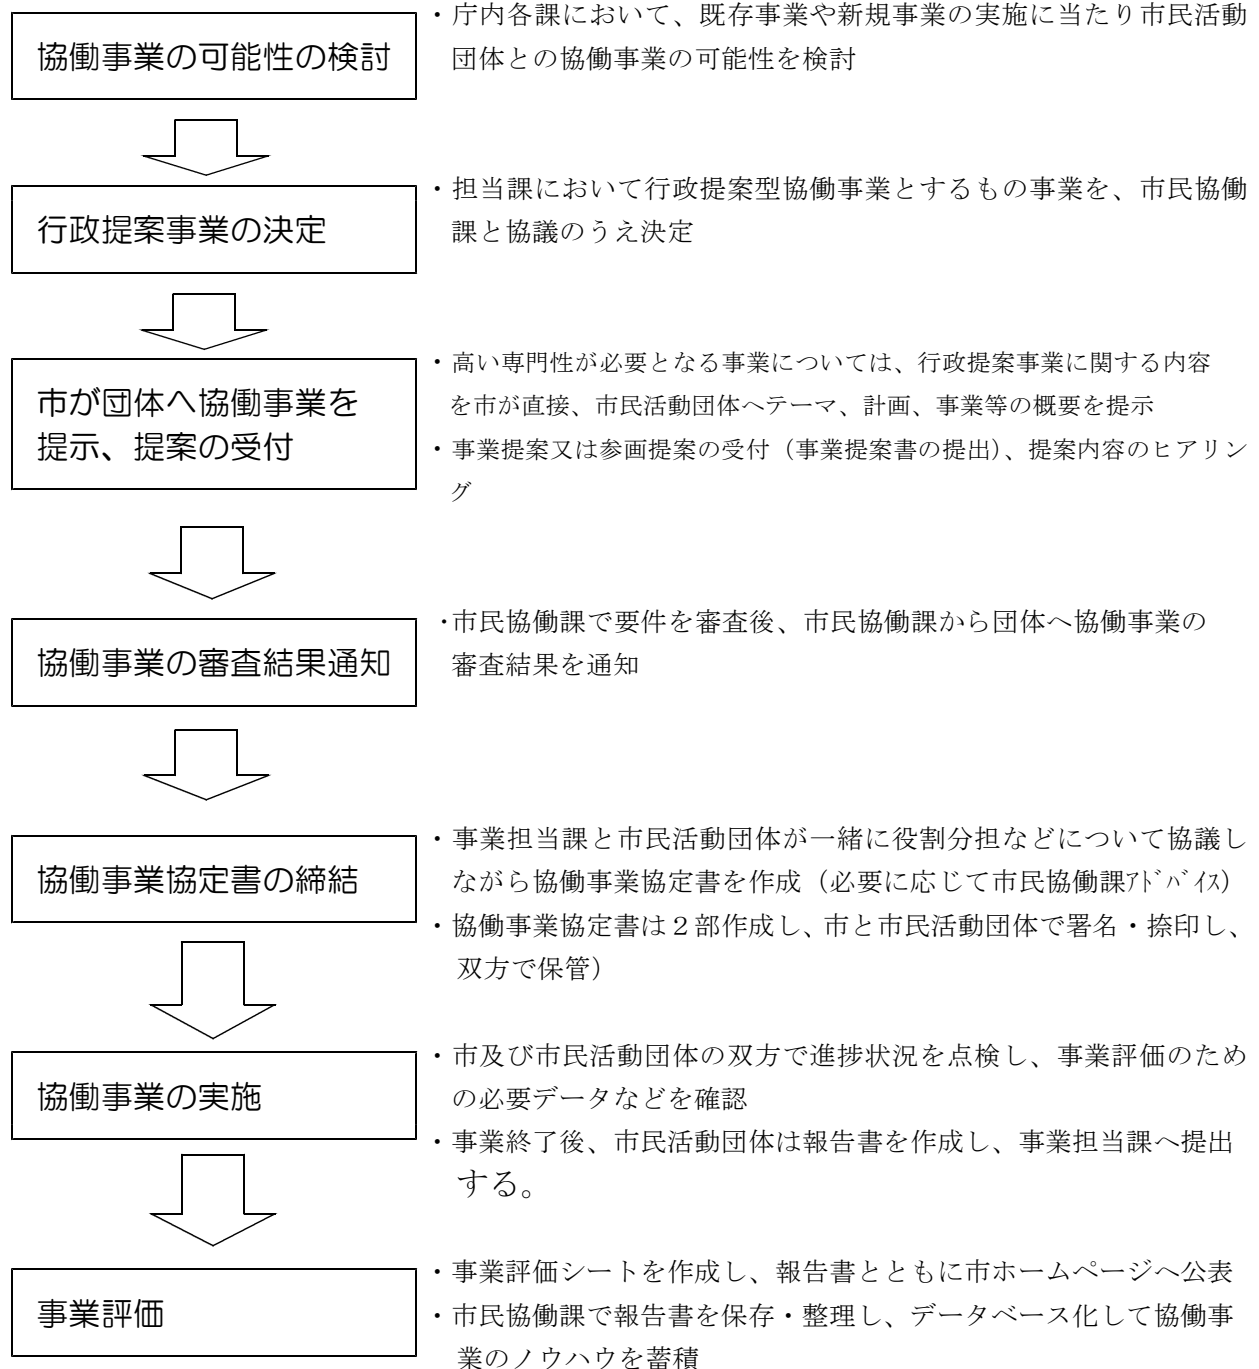 協働事業の可能性の検討
・庁内各課において、既存事業や新規事業の実施に当たり市民活動
団体との協働事業の可能性を検討
行政提案事業の決定
・担当課において行政提案型協働事業とするもの事業を、市民協働
課と協議のうえ決定
市が団体へ協働事業を
提示、提案の受付
・高い専門性が必要となる事業については、行政提案事業に関する内容
を市が直接、市民活動団体へテーマ、計画、事業等の概要を提示
・事業提案又は参画提案の受付（事業提案書の提出）、提案内容のヒアリン
グ
協働事業の審査結果通知
・市民協働課で要件を審査後、市民協働課から団体へ協働事業の
審査結果を通知
協働事業協定書の締結
・事業担当課と市民活動団体が一緒に役割分担などについて協議し
ながら協働事業協定書を作成（必要に応じて市民協働課ｱﾄﾞﾊﾞｲｽ）
・協働事業協定書は２部作成し、市と市民活動団体で署名・捺印し、
双方で保管）
協働事業の実施
・市及び市民活動団体の双方で進捗状況を点検し、事業評価のため
の必要データなどを確認
・事業終了後、市民活動団体は報告書を作成し、事業担当課へ提出
する。
事業評価
・事業評価シートを作成し、報告書とともに市ホームページへ公表
・市民協働課で報告書を保存・整理し、データベース化して協働事
業のノウハウを蓄積